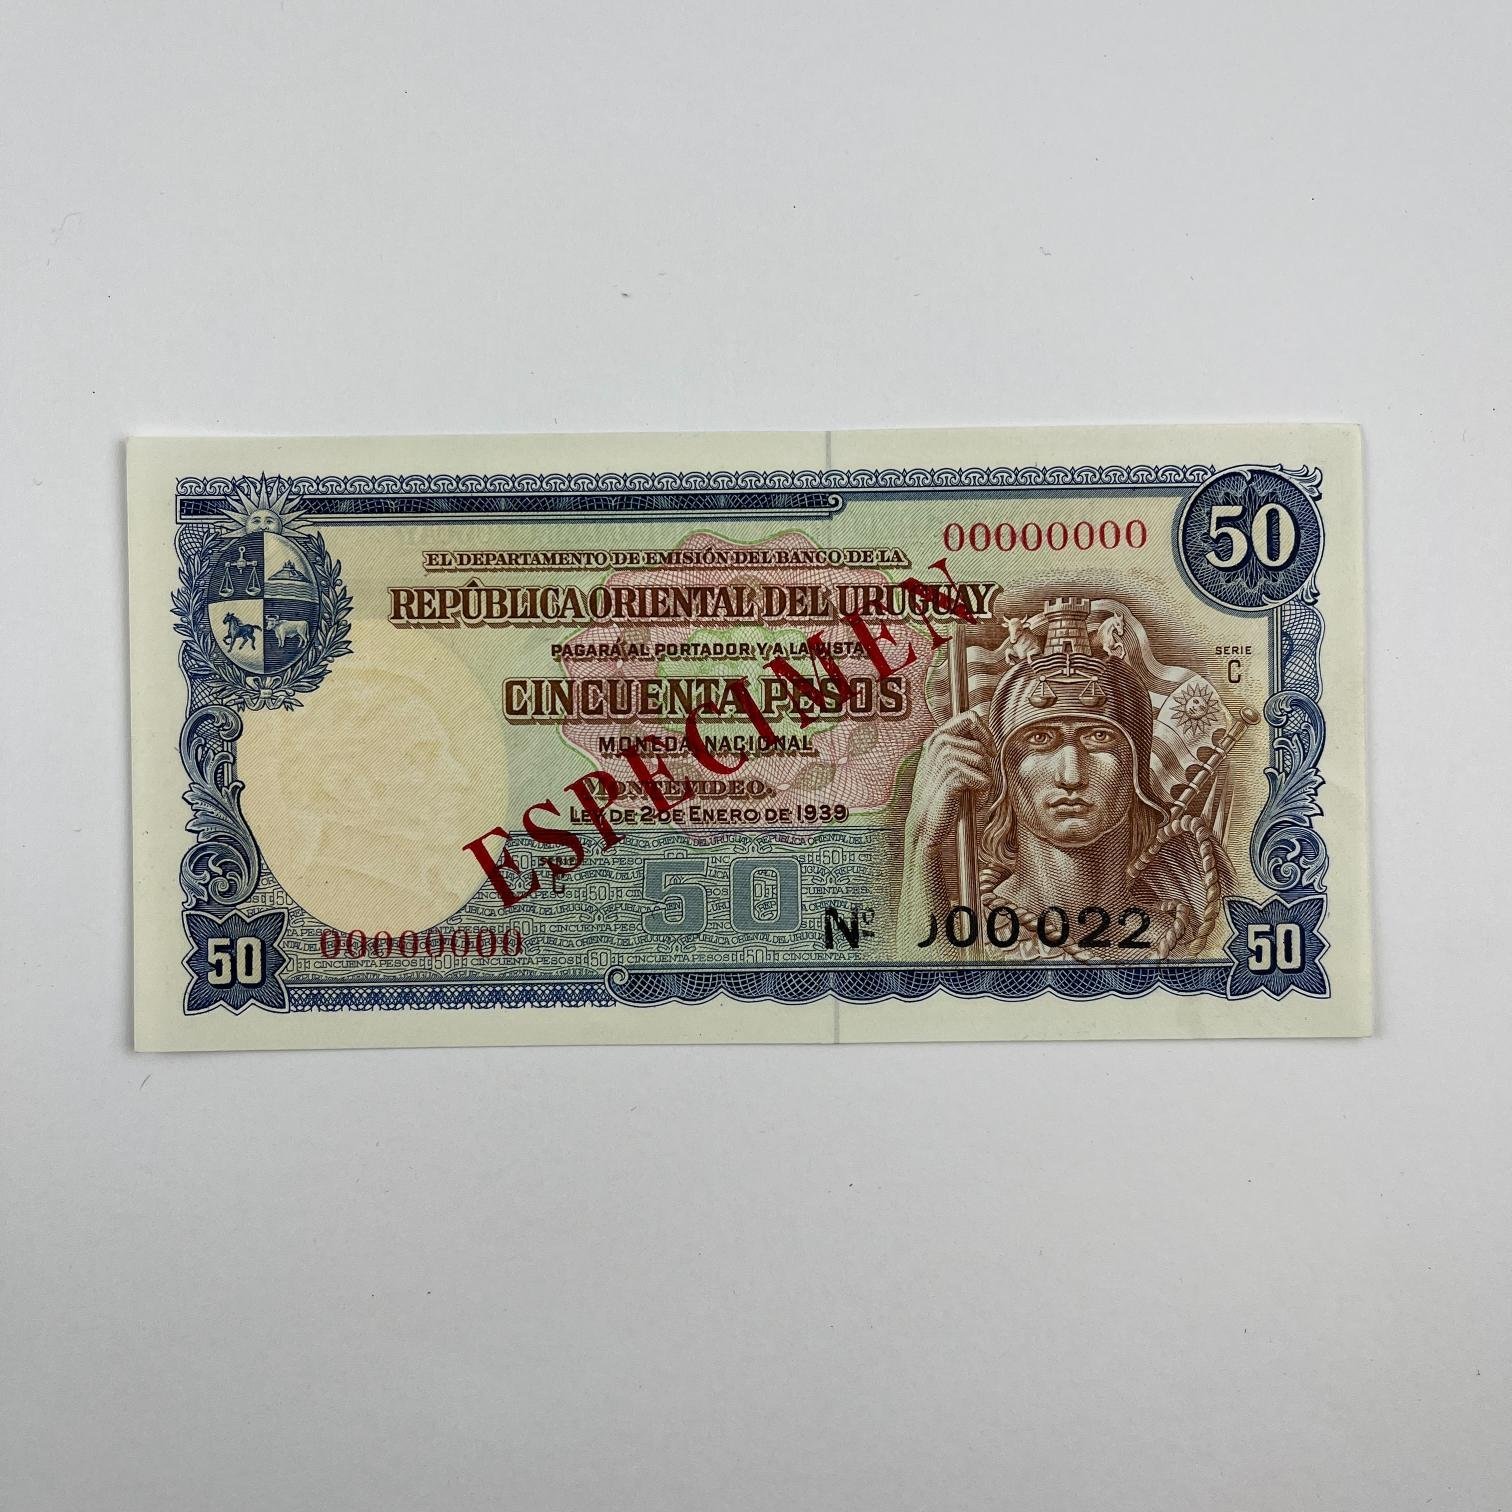 50
00000000
EL DEPARTAMENTO DE EMISIÓN DEL BANCO DE LA
REPÚBLICA ORIENTAL DEL URUGUAY
PAGARÁ AL PORTADOR Y A LA VISTA
SERIE
C
CINCUENTA PESOS
MONEDA NACIONAL
MONTEVIDEO.
LEY DE 2 DE ENERO DE 1939
ESPECIMEN
SERIE
C
50
Nº 000022
00000000
50
50